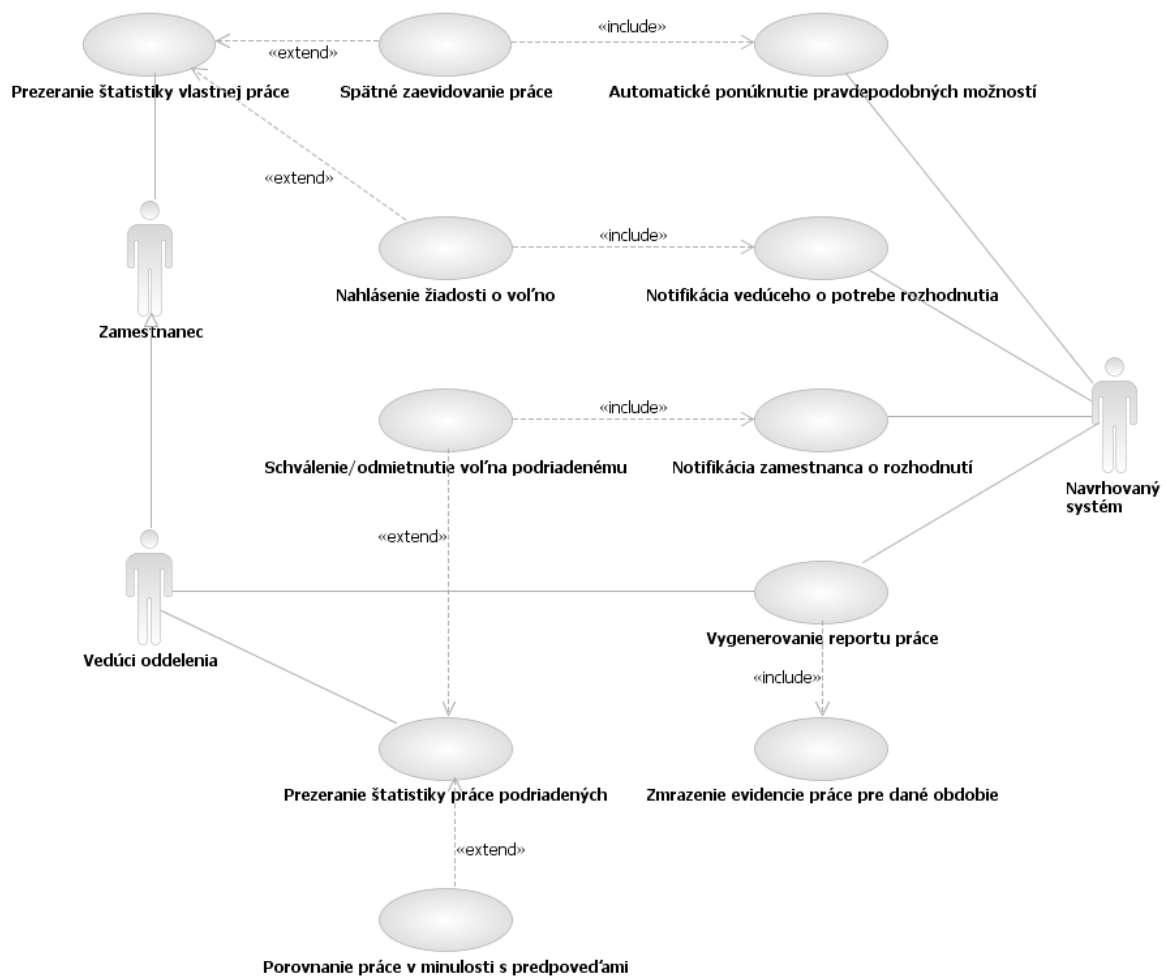 «include»
«extend»
Prezeranie štatistiky vlastnej práce
Spätné zaevidovanie práce
Automatické ponúknutie pravdepodobných možností
«extend»
«include»
Nahlásenie žiadosti o voľno
Notifikácia vedúceho o potrebe rozhodnutia
Zamestnanec
«include»
Schválenie/odmietnutie voľna podriadenému
Notifikácia zamestnanca o rozhodnutí
Navrhovaný
systém
«extend»
Vygenerovanie reportu práce
Vedúci oddelenia
«include»
Prezeranie štatistiky práce podriadených
Zmrazenie evidencie práce pre dané obdobie
«extend»
Porovnanie práce v minulosti s predpoveďami